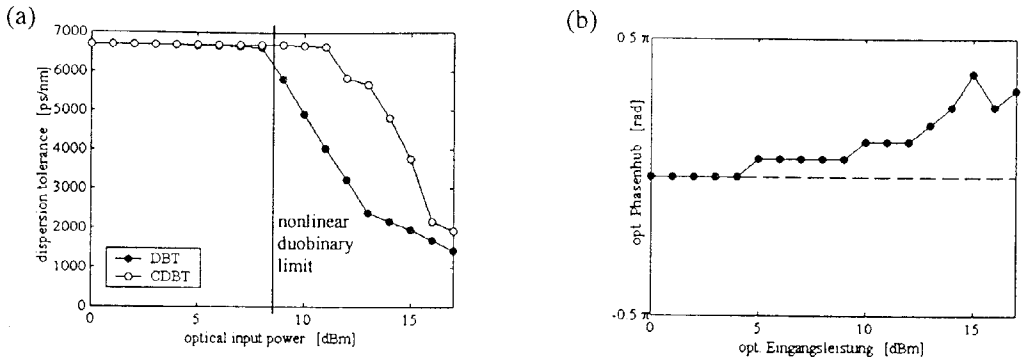 (a)
7000
6000
5000
4000
3000
2000
1000
0
dispersion tolerance [ps/nm]
nonlinear
duobinary
limit
DBT
CDBT
0
5
10
15
optical input power [dBm]
(b)
0.5 π
-0.5 π
opt. Phasenhub [rad]
0
5
10
15
opt. Eingangsleistung [dBm]